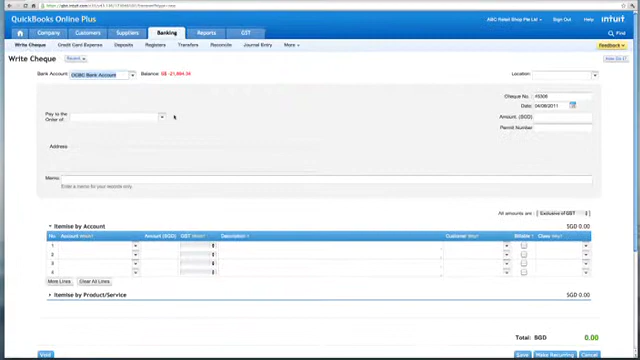 QuickBooks Online Plus
ABC Retail Shop Pte Ltd Sign Out Help intuit
Company Customers Suppliers Banking Reports GST
Find
Write Cheque Credit Card Expense Deposits Registers Transfers Reconcile Journal Entry More
Feedback
Write Cheque
Bank Account OCBC Bank Account Balance: S$ Location:
Cheque No.
Date: 04/08/2011
Pay to the
Order of:
Amount. (SGD)
Permit Number
Address
Memo
Enter a memo for your records only.
All amounts are: Exclusive of GST
Itemise by Account SGD 0.00
No. Account Amount (SGD) GST Description Customer Billable ? Class
1
2
3
4
More Lines Clear All Lines
Itemise by Product/Service SGD 0.00
Total: SGD 0.00
Void Save Make Recurring Cancel